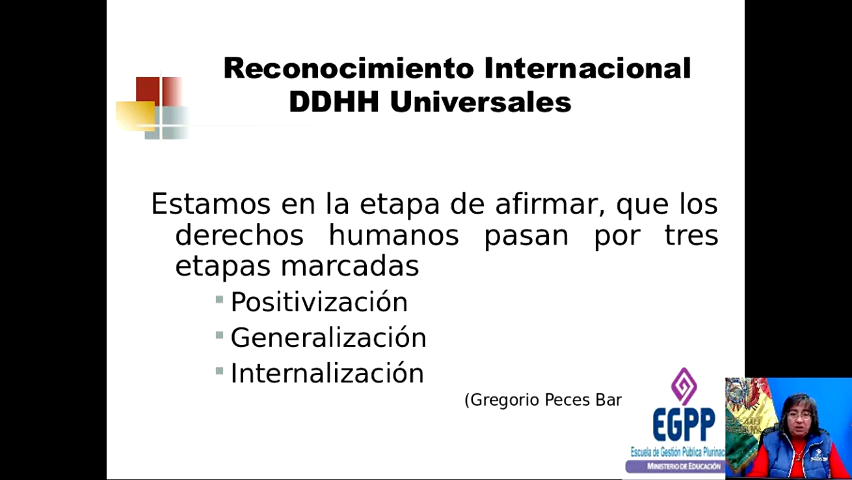 Reconocimiento Internacional
DDHH Universales
Estamos en la etapa de afirmar, que los
derechos humanos pasan por tres
etapas marcadas
Positivización
Generalización
Internalización
(Gregorio Peces Bar
EGPP
Escuela de Gestión Pública Plurinac
MINISTERIO DE EDUCACIÓN